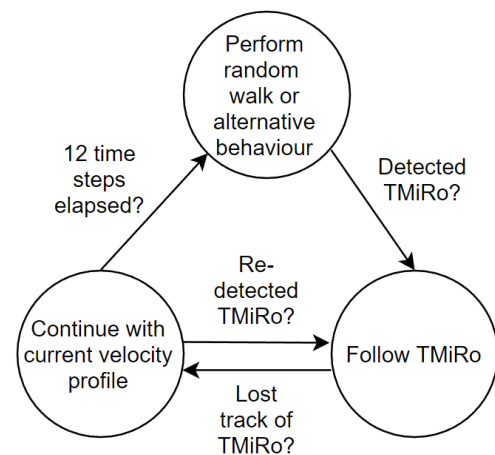 Perform
random
walk or
alternative
behaviour
12 time
steps
elapsed?
Detected
TMiRo?
Re-
detected
TMiRo?
Continue with
current velocity
profile
Follow TMiRo
Lost
track of
TMiRo?